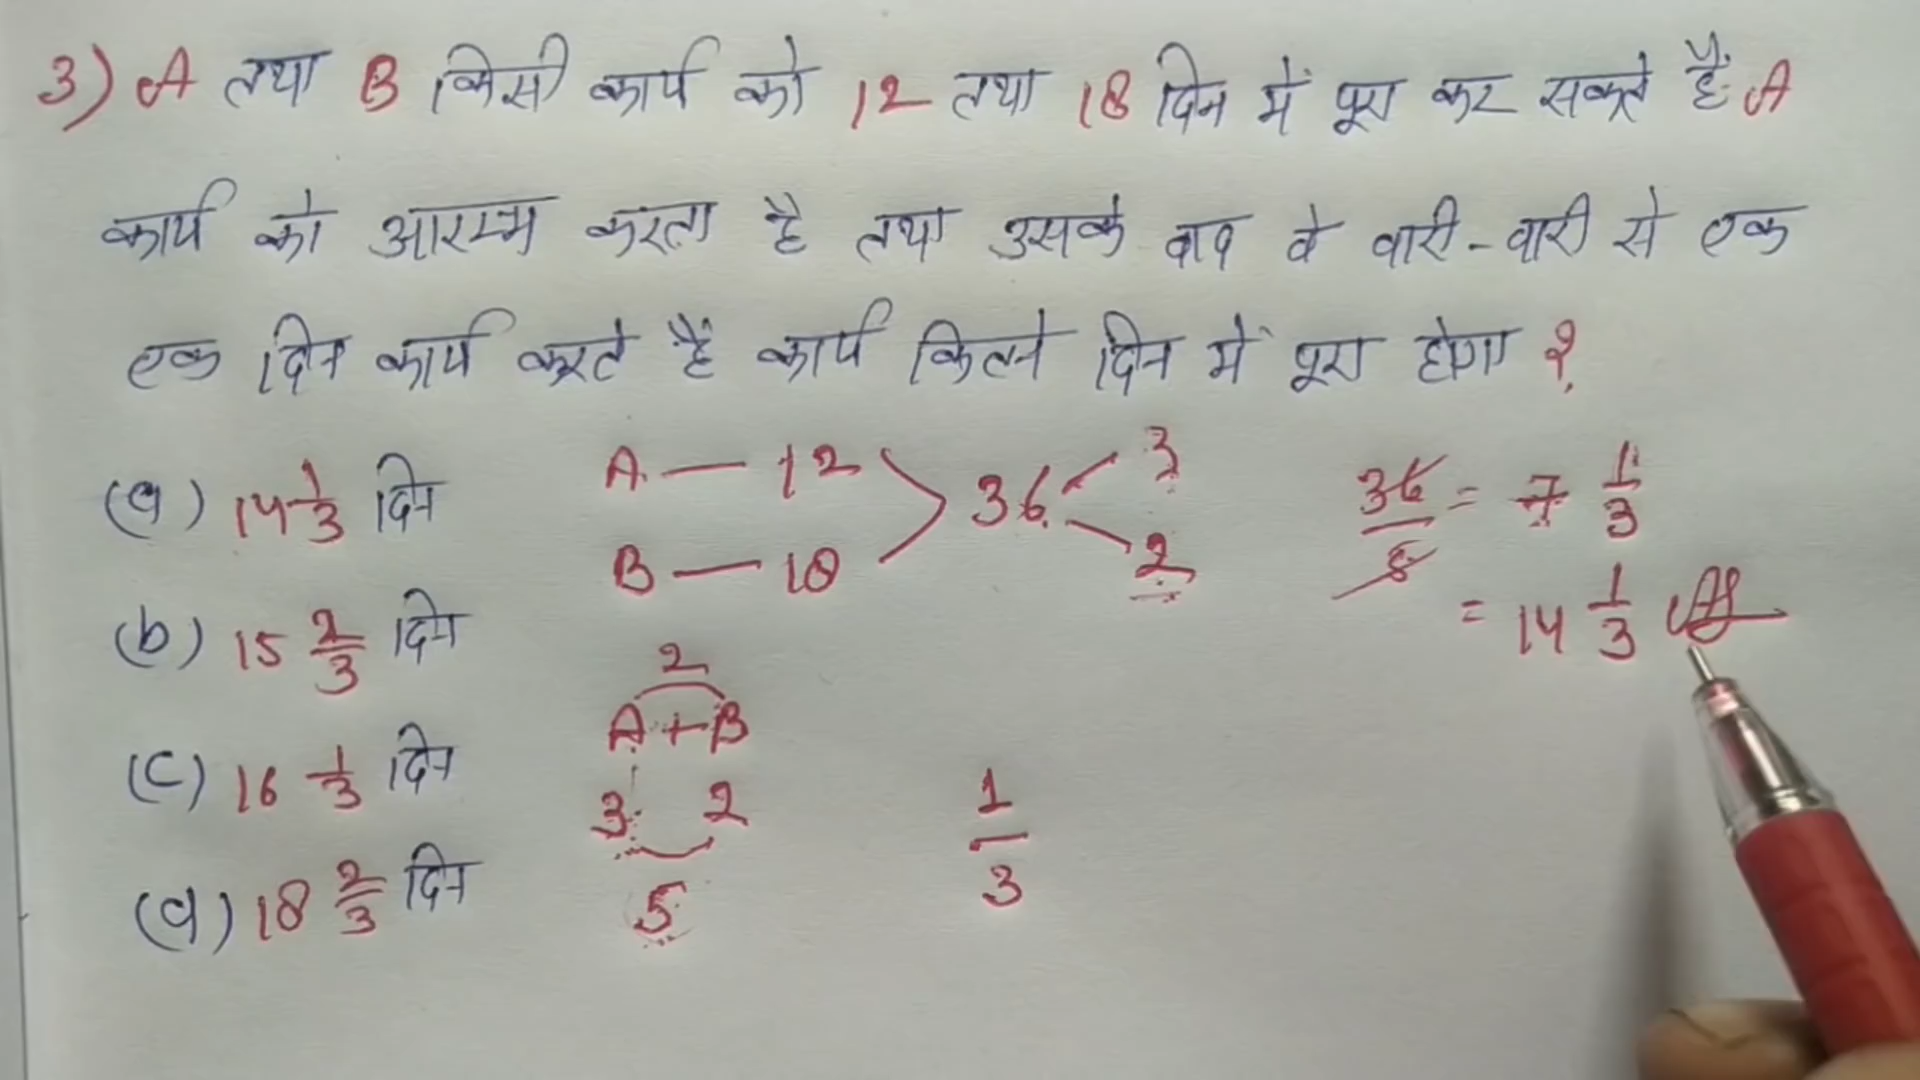 3) A तथा B किसी कार्य को 12 तथा 18 दिन में पूरा कर सकते हैं A
कार्य को आरम्भ करता है तथा उसके बाद वे बारी-बारी से एक
एक दिन कार्य करते हैं कार्य कितने दिन में पूरा होगा ?
(a) 14 1/3 दिन
(b) 15 2/3 दिन
(c) 16 1/3 दिन
(d) 18 2/3 दिन
A — 12
B — 18
36
3
2
2
A + B
3 2
5
1/3
36/5 = 7 1/3
= 14 1/3